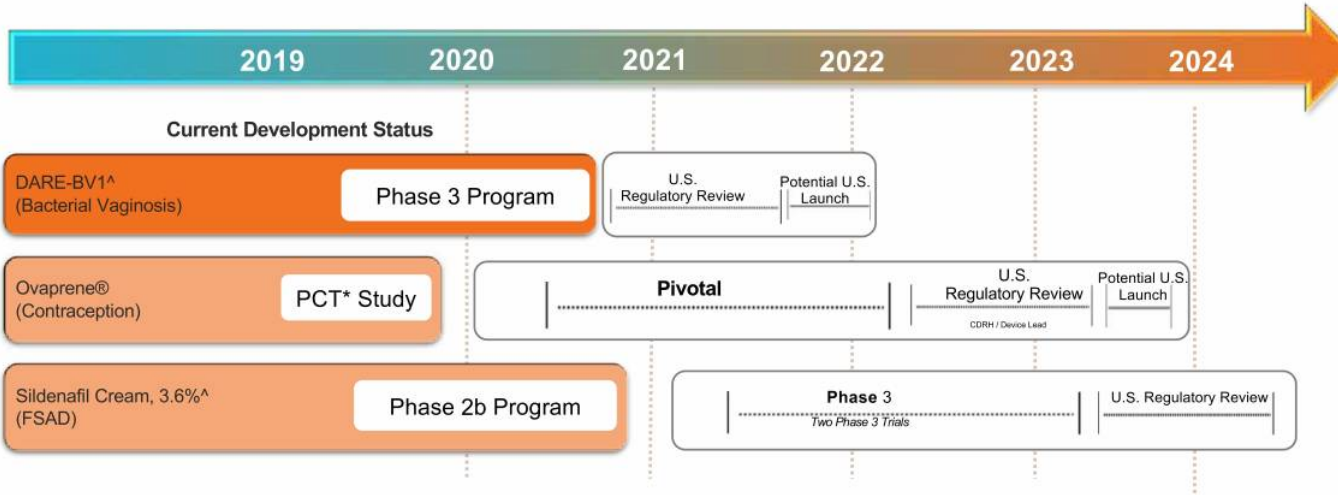 2019 2020 2021 2022 2023 2024
Current Development Status
DARE-BV1^
(Bacterial Vaginosis)
Phase 3 Program
U.S.
Regulatory Review
Potential U.S.
Launch
Ovaprene®
(Contraception)
PCT* Study
Pivotal
U.S.
Regulatory Review
CDRH / Device Lead
Potential U.S.
Launch
Sildenafil Cream, 3.6%^
(FSAD)
Phase 2b Program
Phase 3
Two Phase 3 Trials
U.S. Regulatory Review